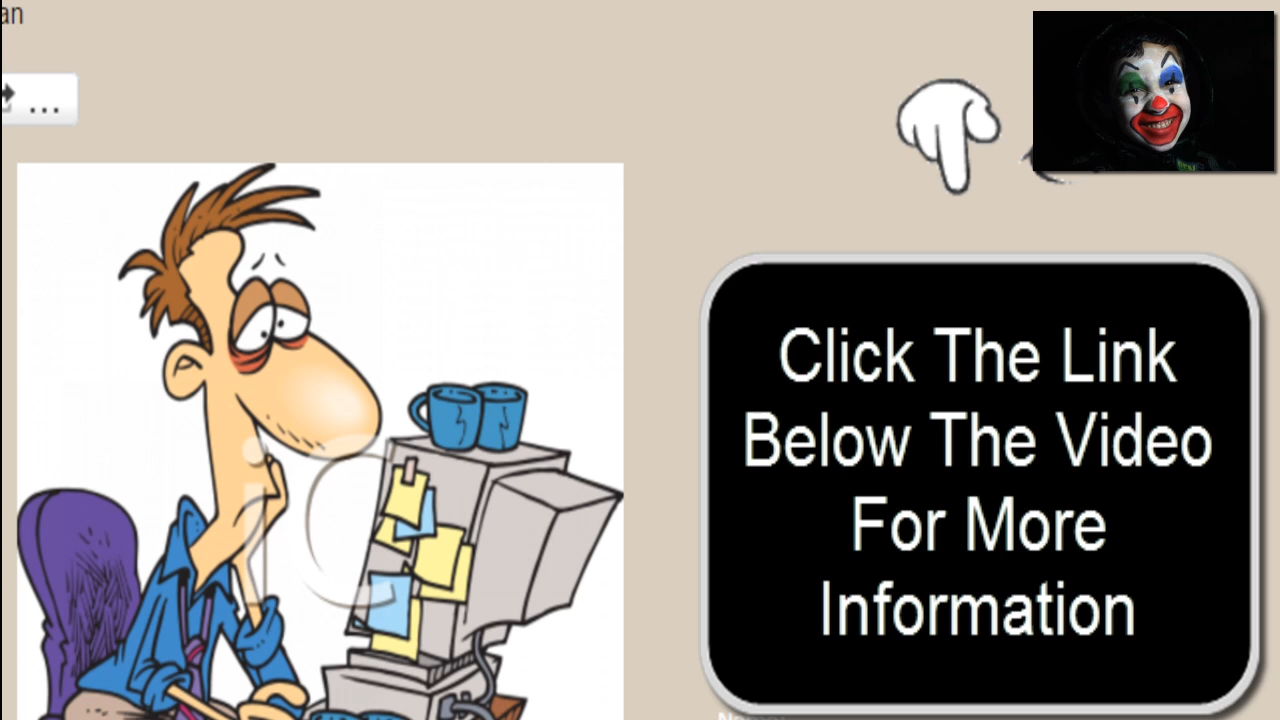 an
...
Click The Link
Below The Video
For More
Information